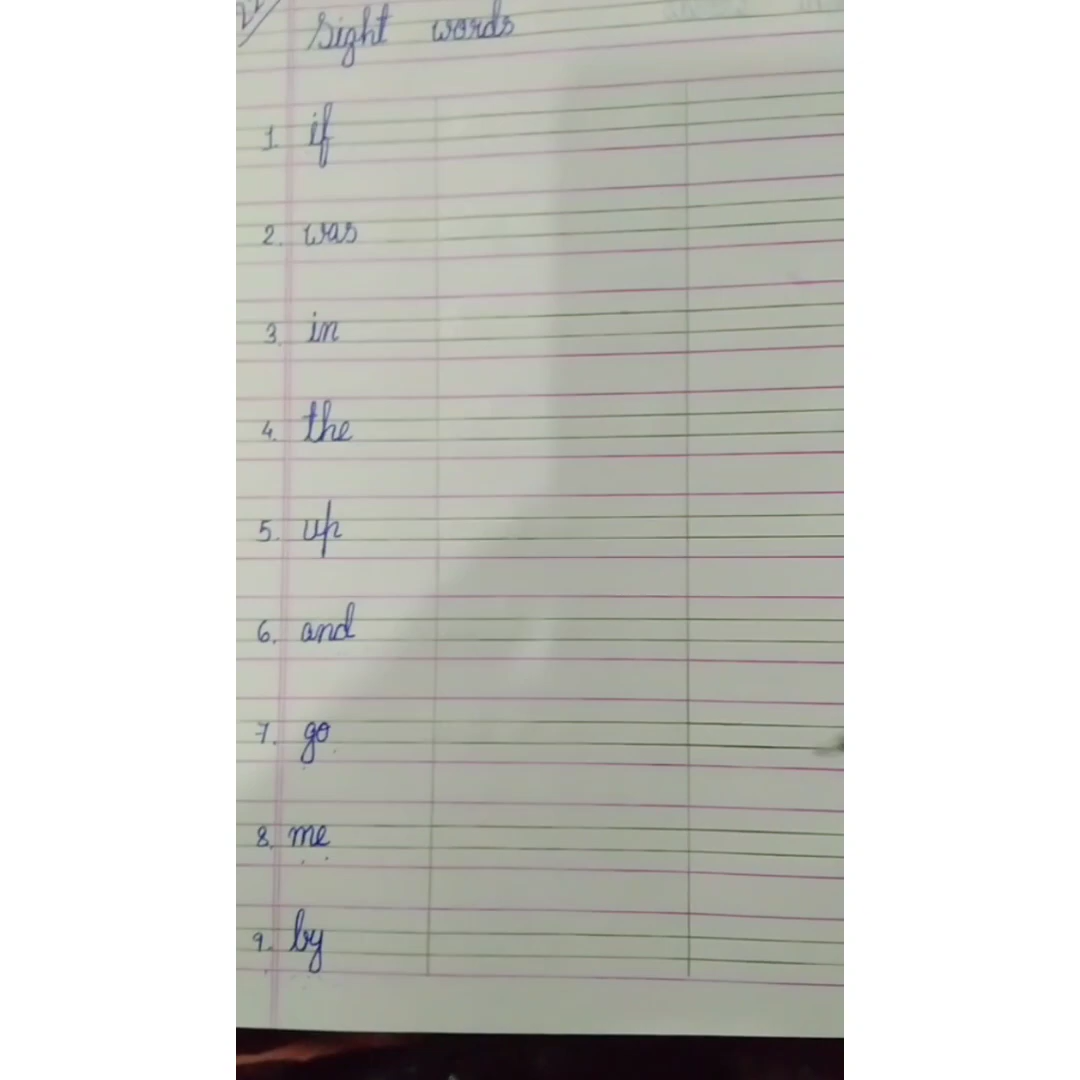 Sight words
1. if
2. was
3. in
4. the
5. up
6. and
7. go
8. me
9. by